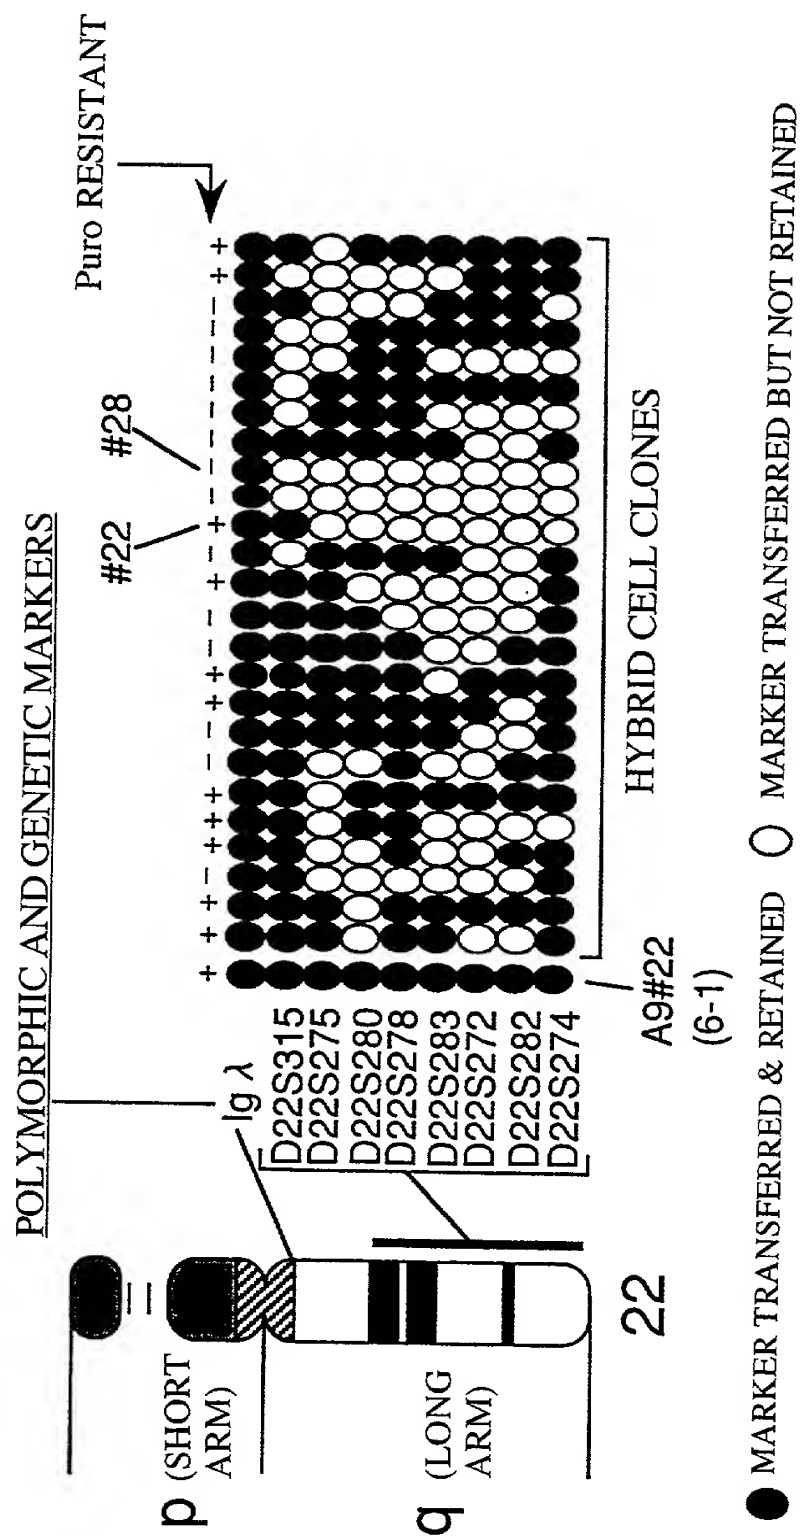 POLYMORPHIC AND GENETIC MARKERS
Puro RESISTANT
#22
#28
+ + + − + + + − − + + − − + − + − − − − − − − − + +
p (SHORT ARM)
q (LONG ARM)
22
Ig λ
D22S315
D22S275
D22S280
D22S278
D22S283
D22S272
D22S282
D22S274
A9#22
(6-1)
HYBRID CELL CLONES
MARKER TRANSFERRED & RETAINED
MARKER TRANSFERRED BUT NOT RETAINED